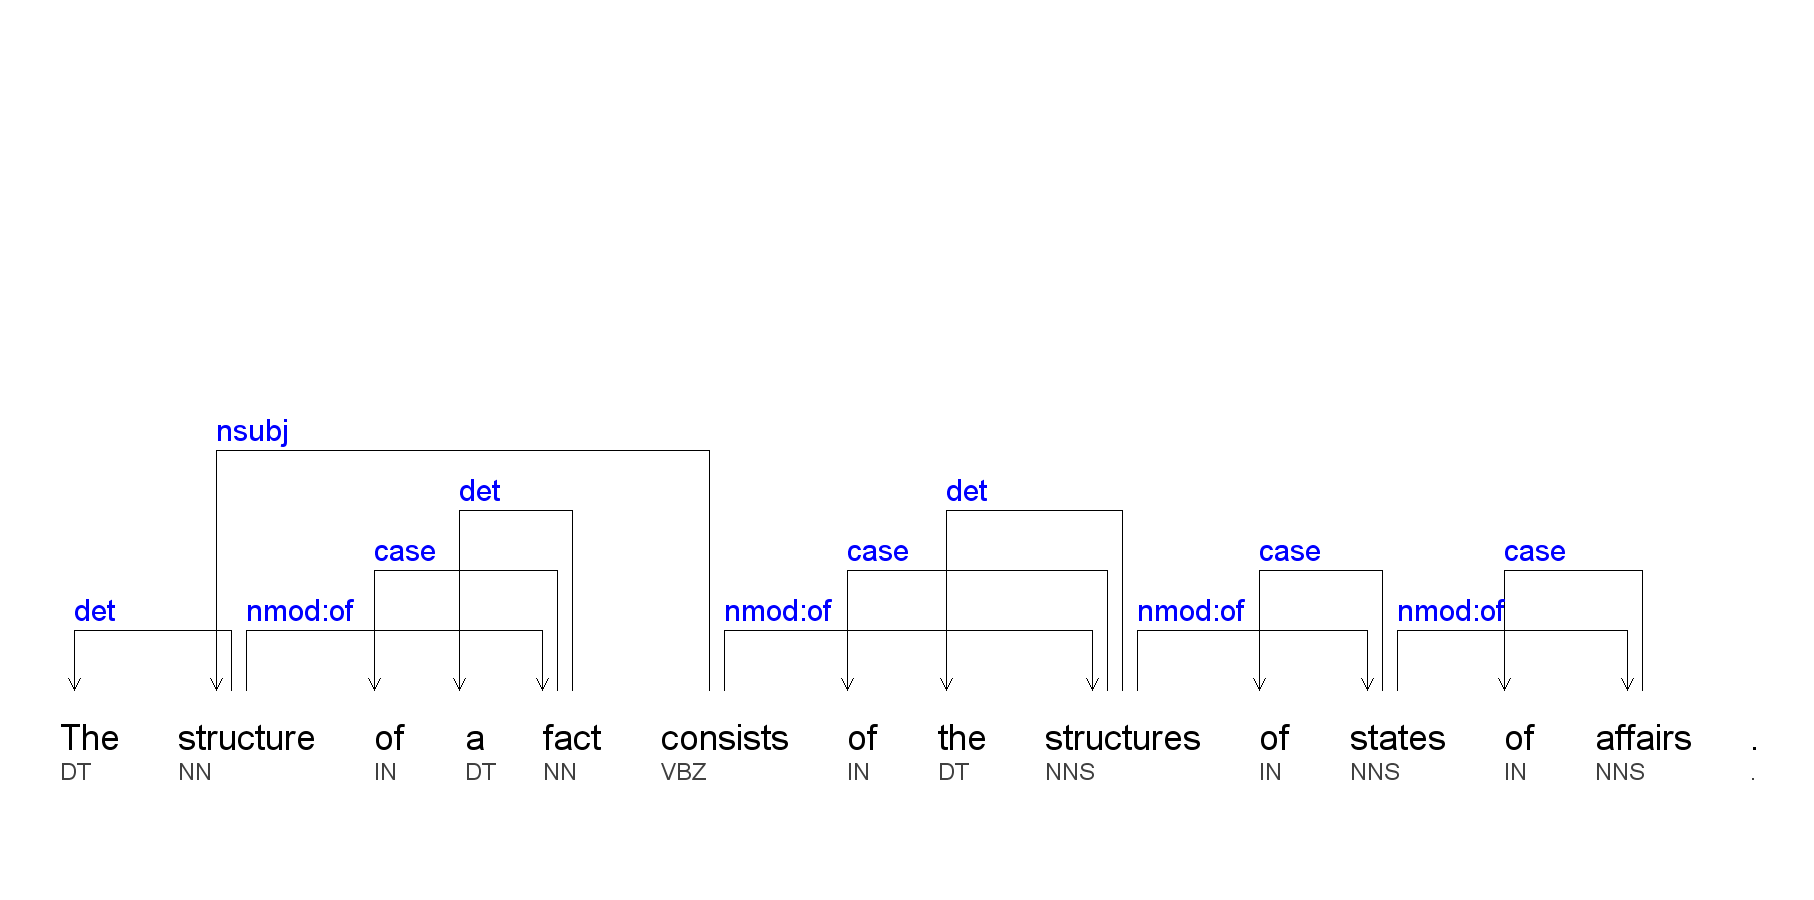 nsubj
det det
case case case case
det nmod:of nmod:of nmod:of nmod:of
The structure of a fact consists of the structures of states of affairs .
DT NN IN DT NN VBZ IN DT NNS IN NNS IN NNS .